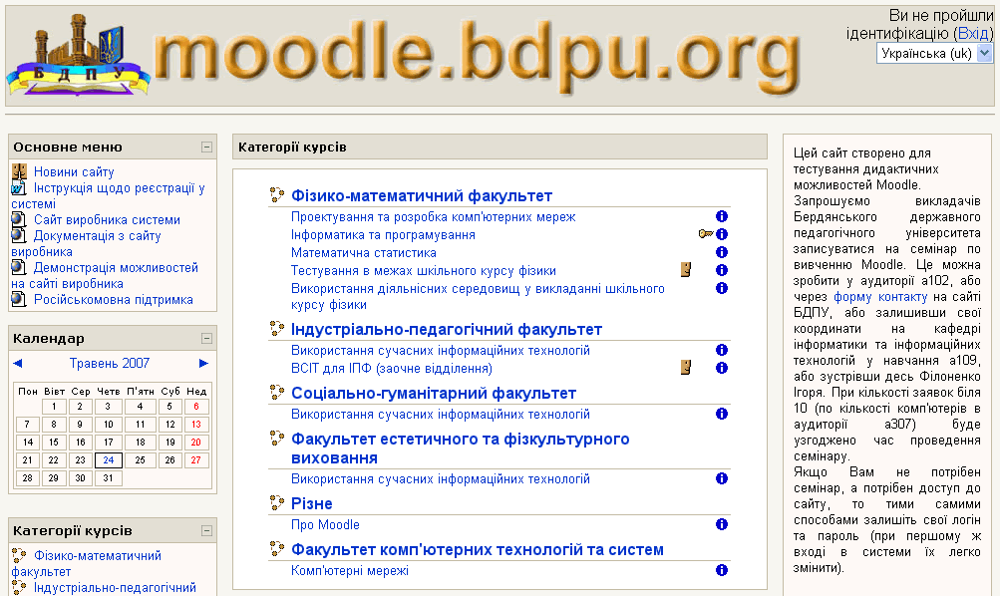 БДПУ
moodle.bdpu.org
Ви не пройшли
ідентифікацію (Вхід)
Українська (uk)
Основне меню
Новини сайту
Інструкція щодо реєстрації у
системі
Сайт виробника системи
Документація з сайту
виробника
Демонстрація можливостей
на сайті виробника
Російськомовна підтримка
Календар
Травень 2007
Пон Вівт Сер Четв П'ятн Суб Нед
1 2 3 4 5 6
7 8 9 10 11 12 13
14 15 16 17 18 19 20
21 22 23 24 25 26 27
28 29 30 31
Категорії курсів
Фізико-математичний
факультет
Індустріально-педагогічний
Категорії курсів
Фізико-математичний факультет
Проектування та розробка комп'ютерних мереж
Інформатика та програмування
Математична статистика
Тестування в межах шкільного курсу фізики
Використання діяльнісних середовищ у викладанні шкільного
курсу фізики
Індустріально-педагогічний факультет
Використання сучасних інформаційних технологій
ВСІТ для ІПФ (заочне відділення)
Соціально-гуманітарний факультет
Використання сучасних інформаційних технологій
Факультет естетичного та фізкультурного
виховання
Використання сучасних інформаційних технологій
Різне
Про Moodle
Факультет комп'ютерних технологій та систем
Комп'ютерні мережі
Цей сайт створено для
тестування дидактичних
можливостей Moodle.
Запрошуємо викладачів
Бердянського державного
педагогічного університета
записуватися на семінар по
вивченню Moodle. Це можна
зробити у аудиторії а102, або
через форму контакту на сайті
БДПУ, або залишивши свої
координати на кафедрі
інформатики та інформаційних
технологій у навчання а109,
або зустрівши десь Філоненко
Ігоря. При кількості заявок біля
10 (по кількості комп'ютерів в
аудиторії а307) буде
узгоджено час проведення
семінару.
Якщо Вам не потрібен
семінар, а потрібен доступ до
сайту, то тими самими
способами залишіть свої логін
та пароль (при першому ж
вході в системи їх легко
змінити).